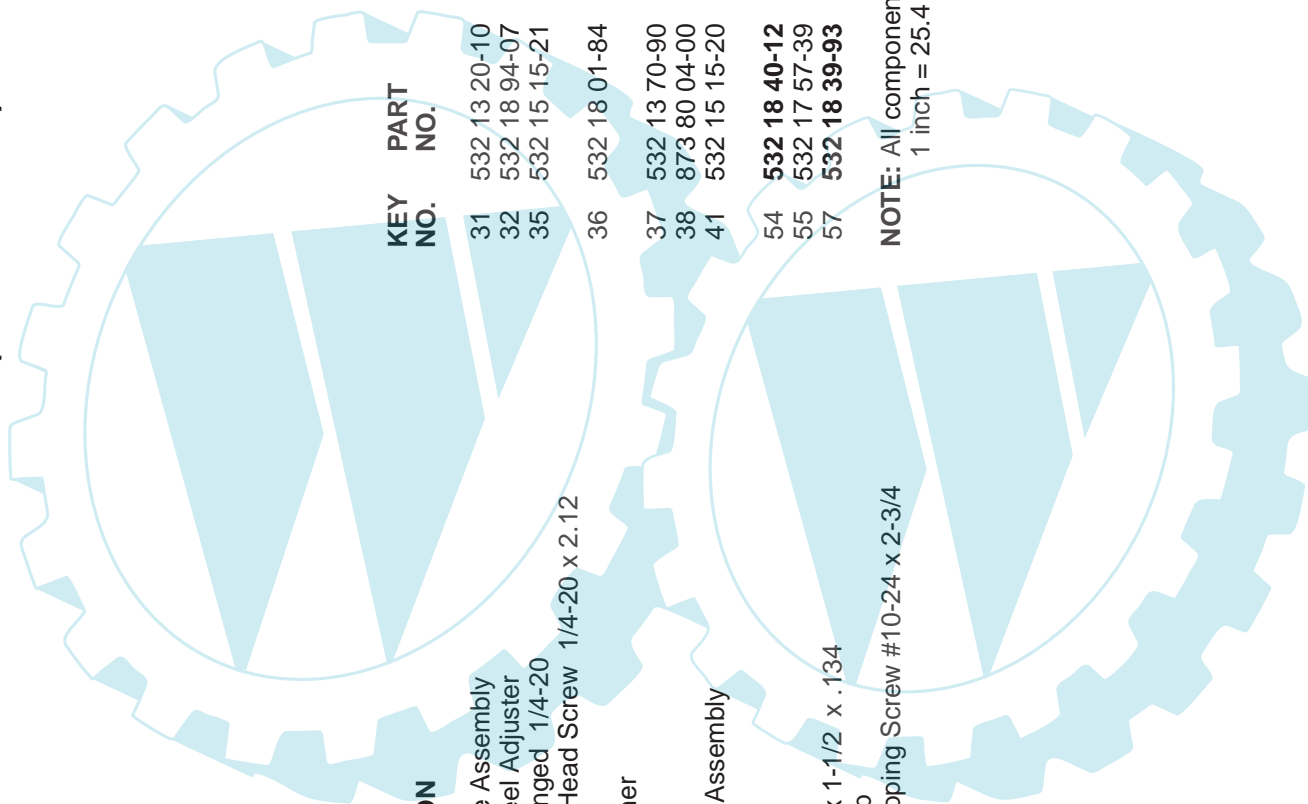 ON
e Assembly
el Adjuster
nged 1/4-20
Head Screw 1/4-20 x 2.12
her
Assembly
x 1-1/2 x .134
pping Screw #10-24 x 2-3/4
KEY PART
NO. NO.
31 532 13 20-10
32 532 18 94-07
35 532 15 15-21
36 532 18 01-84
37 532 13 70-90
38 873 80 04-00
41 532 15 15-20
54 532 18 40-12
55 532 17 57-39
57 532 18 39-93
NOTE: All componen
1 inch = 25.4